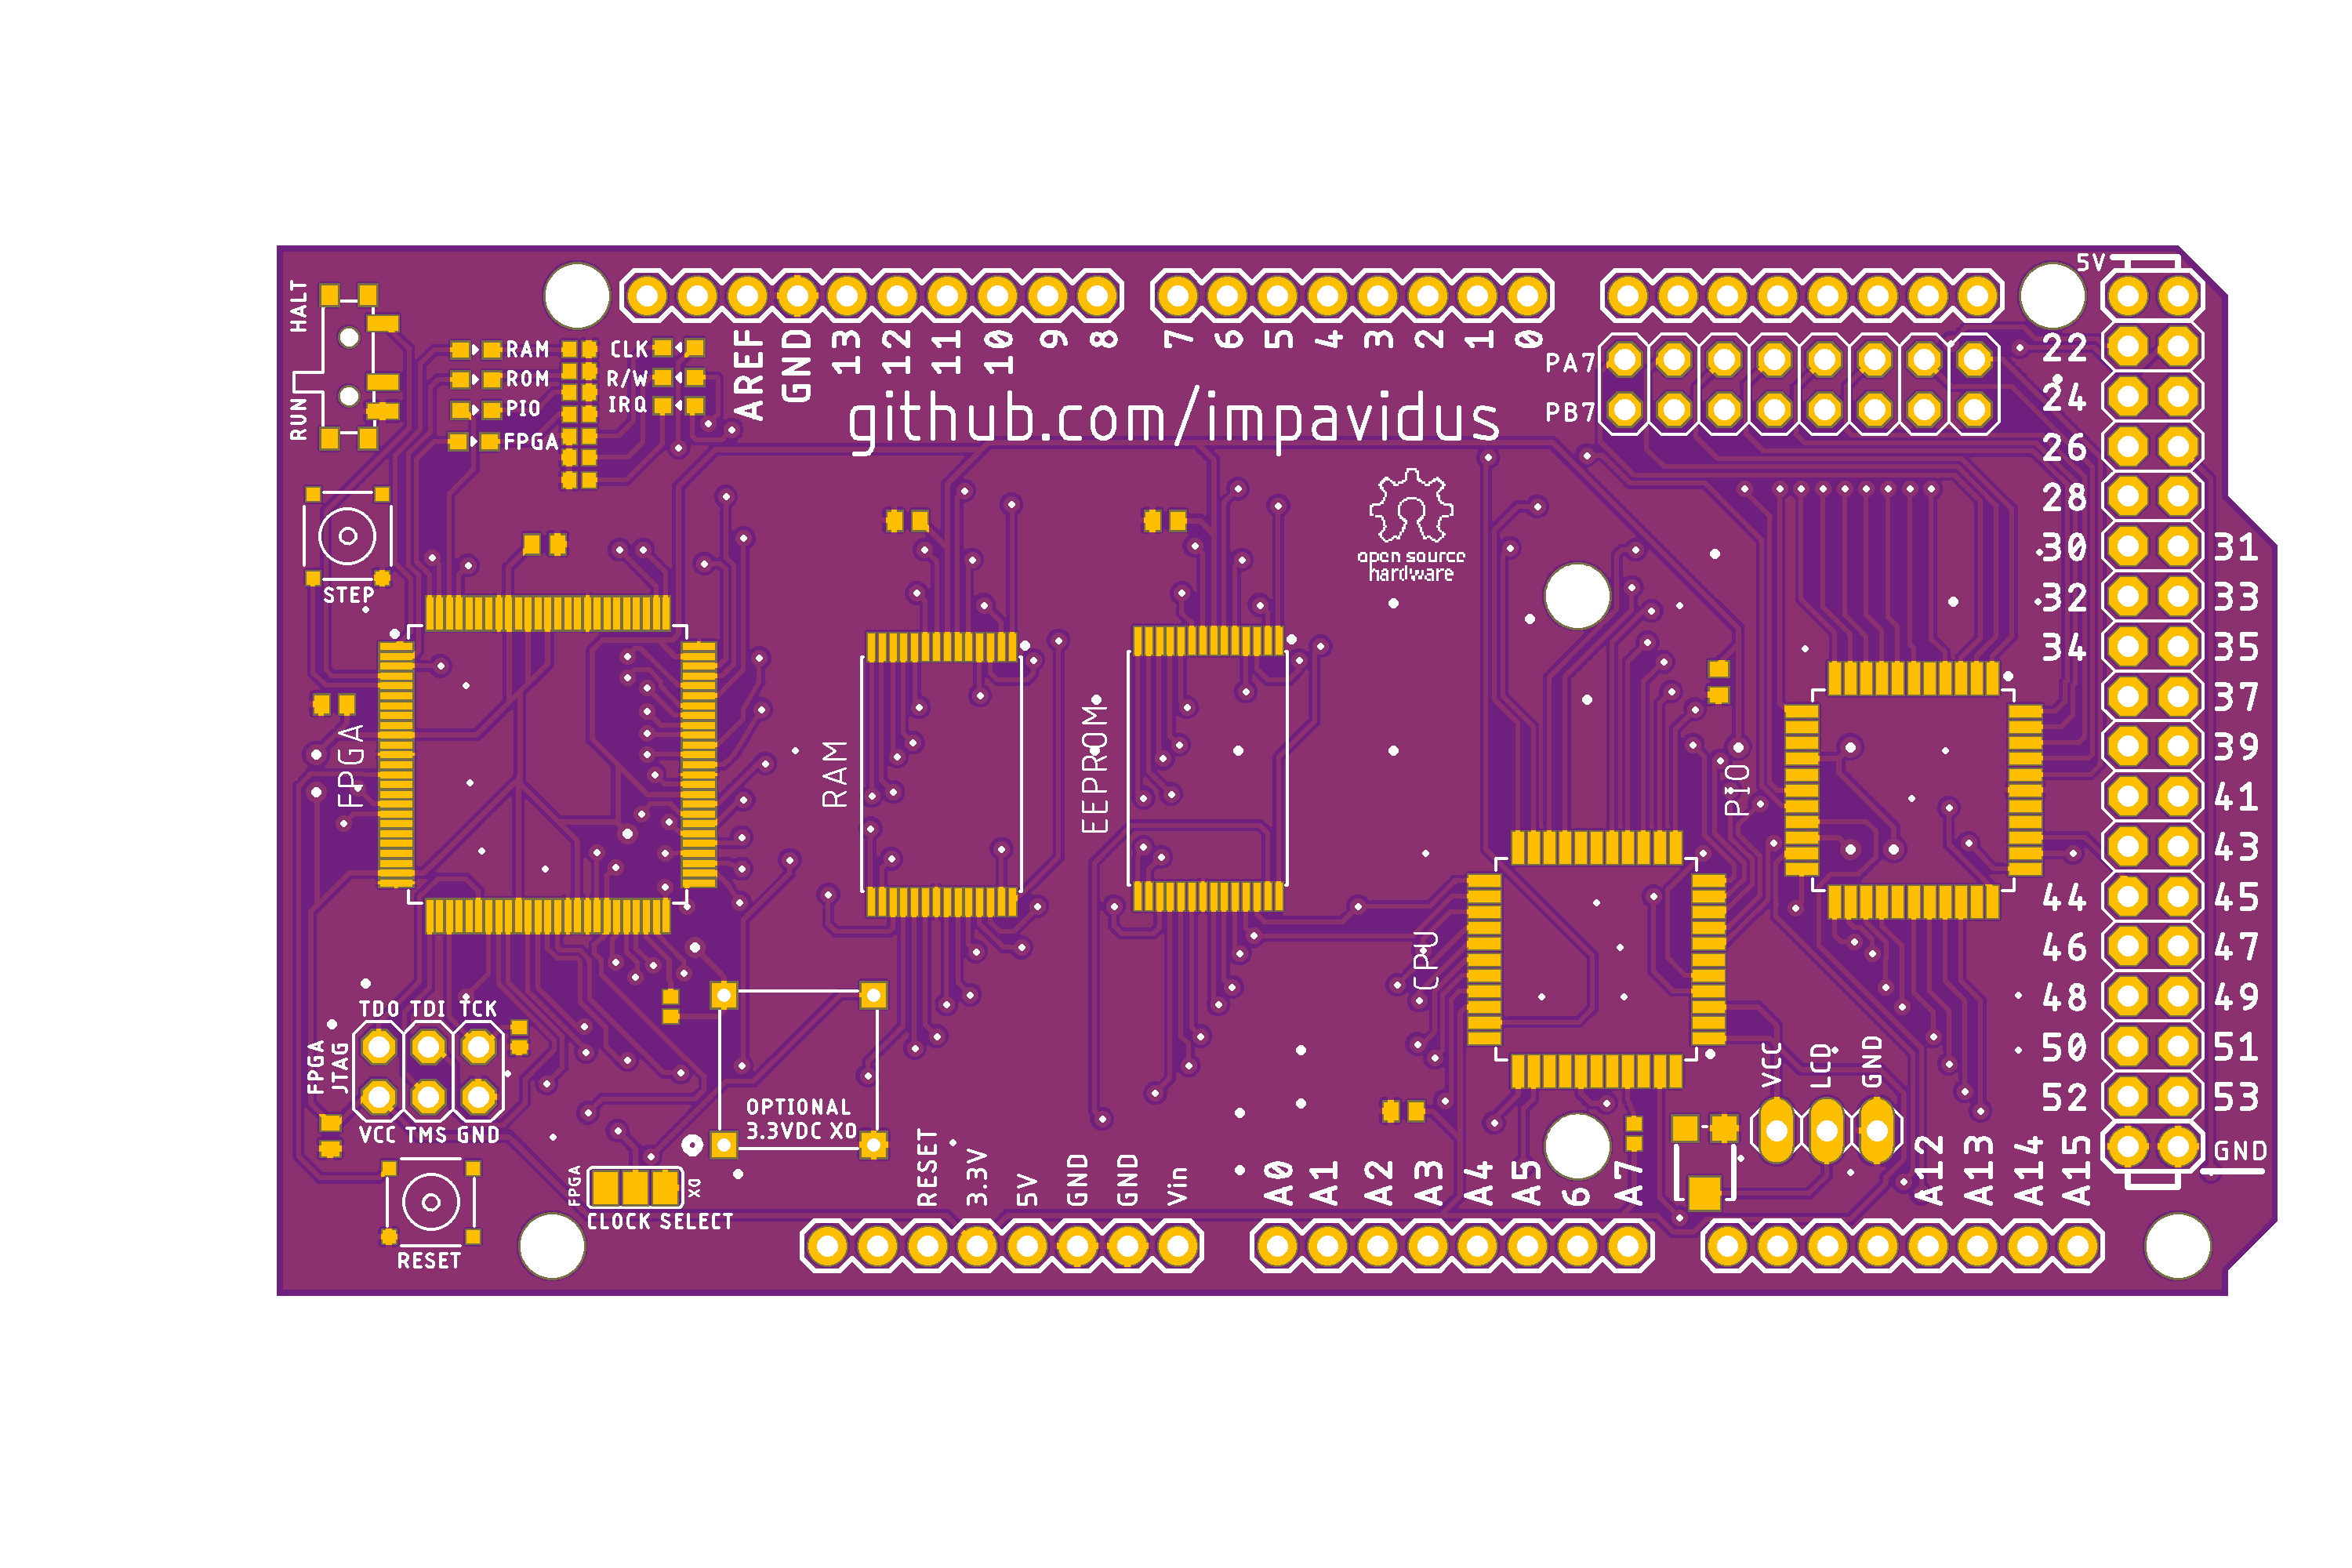 HALT
RUN
RAM
ROM
PIO
FPGA
CLK
R/W
IRQ
AREF
GND
13
12
11
10
9
8
7
6
5
4
3
2
1
0
github.com/impavidus
PA7
PB7
5V
22
24
26
28
30
31
32
33
34
35
37
39
41
43
44
45
46
47
48
49
50
51
52
53
GND
open source
hardware
STEP
FPGA
RAM
EEPROM
CPU
PIO
TDO TDI TCK
FPGA
JTAG
VCC TMS GND
OPTIONAL
3.3VDC XO
FPGA
CLOCK SELECT
RESET
RESET
3.3V
5V
GND
GND
Vin
A0
A1
A2
A3
A4
A5
6
A7
VCC
LCD
GND
A12
A13
A14
A15